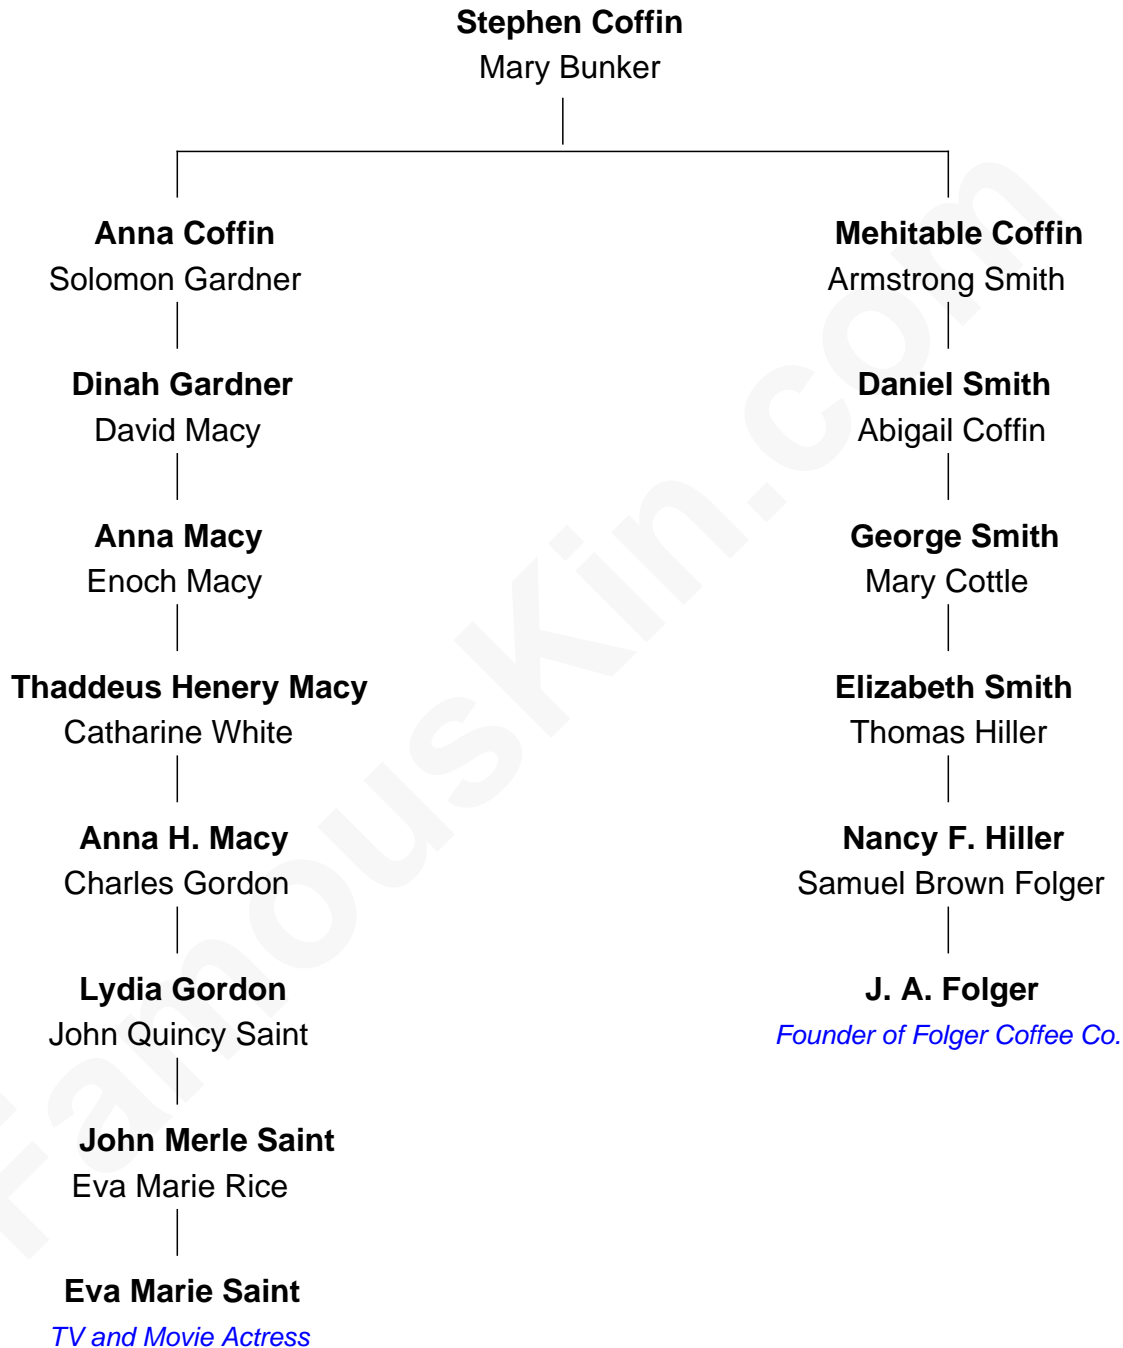 Stephen Coffin
Mary Bunker
Anna Coffin
Solomon Gardner
Mehitable Coffin
Armstrong Smith
Dinah Gardner
David Macy
Daniel Smith
Abigail Coffin
Anna Macy
Enoch Macy
George Smith
Mary Cottle
Thaddeus Henery Macy
Catharine White
Elizabeth Smith
Thomas Hiller
Anna H. Macy
Charles Gordon
Nancy F. Hiller
Samuel Brown Folger
Lydia Gordon
John Quincy Saint
J. A. Folger
Founder of Folger Coffee Co.
John Merle Saint
Eva Marie Rice
Eva Marie Saint
TV and Movie Actress
FamousKin.com